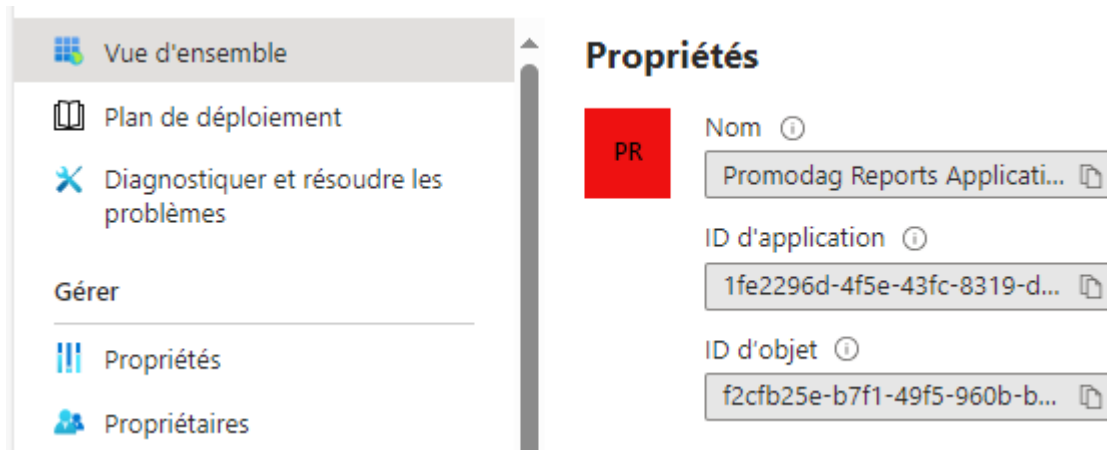 Vue d'ensemble
Plan de déploiement
Diagnostiquer et résoudre les
problèmes
Gérer
Propriétés
Propriétaires
Propriétés
PR
Nom
Promodag Reports Applicati...
ID d'application
1fe2296d-4f5e-43fc-8319-d...
ID d'objet
f2cfb25e-b7f1-49f5-960b-b...